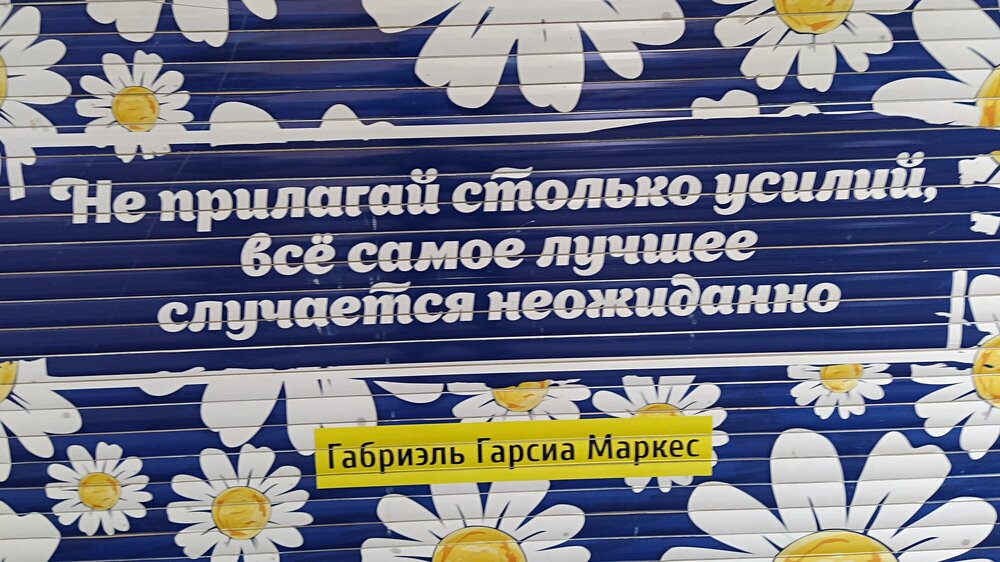 Не прилагай столько усилий,
всё самое лучшее
случается неожиданно
Габриэль Гарсиа Маркес